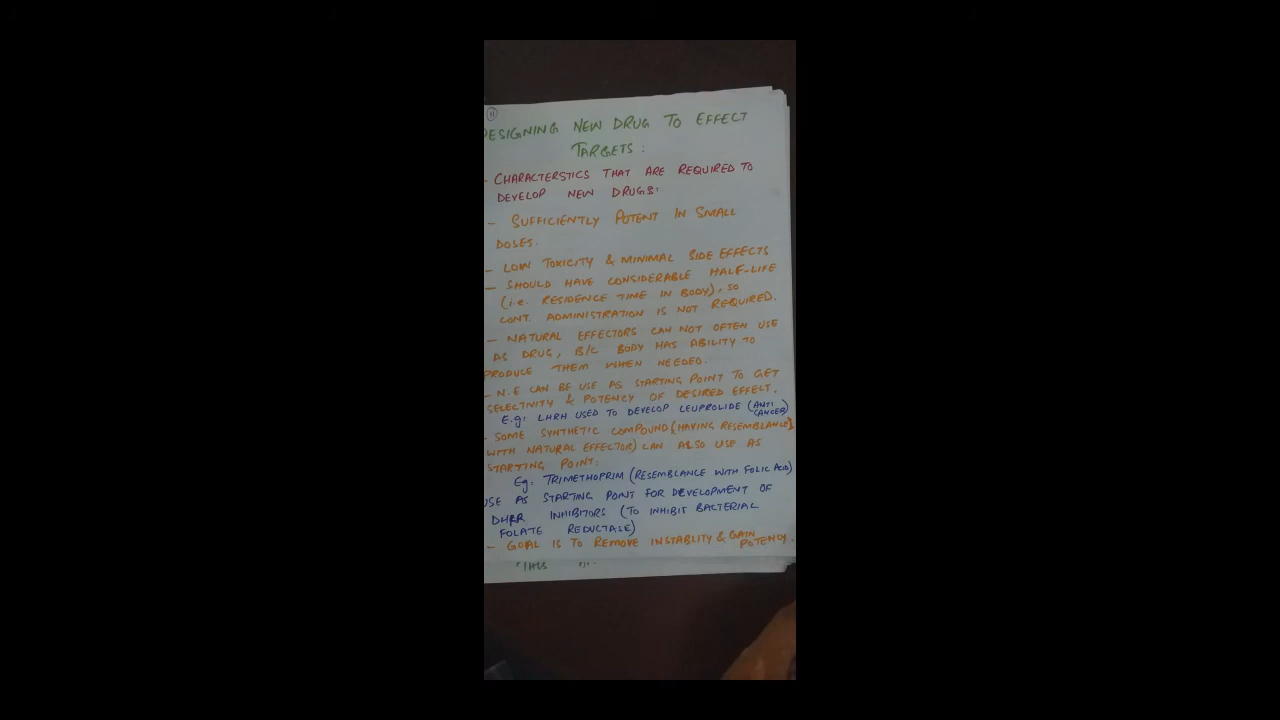 11
DESIGNING NEW DRUG TO EFFECT
TARGETS:
- CHARACTERSTICS THAT ARE REQUIRED TO
DEVELOP NEW DRUGS:
- SUFFICIENTLY POTENT IN SMALL
DOSES.
- LOW TOXICITY & MINIMAL SIDE EFFECTS
- SHOULD HAVE CONSIDERABLE HALF-LIFE
(i.e. RESIDENCE TIME IN BODY), SO
CONT. ADMINISTRATION IS NOT REQUIRED.
- NATURAL EFFECTORS CAN NOT OFTEN USE
AS DRUG, B/C BODY HAS ABILITY TO
PRODUCE THEM WHEN NEEDED.
- N.E CAN BE USE AS STARTING POINT TO GET
SELECTIVITY & POTENCY OF DESIRED EFFECT.
E.g: LHRH USED TO DEVELOP LEUPROLIDE (ANTI
CANCER)
- SOME SYNTHETIC COMPOUND (HAVING RESEMBLANCE
WITH NATURAL EFFECTOR) CAN ALSO USE AS
STARTING POINT:
Eg: TRIMETHOPRIM (RESEMBLANCE WITH FOLIC ACID)
USE AS STARTING POINT FOR DEVELOPMENT OF
INHIBITORS (TO INHIBIT BACTERIAL
FOLATE REDUCTASE)
- GOAL IS TO REMOVE INSTABLITY & GAIN
POTENCY.